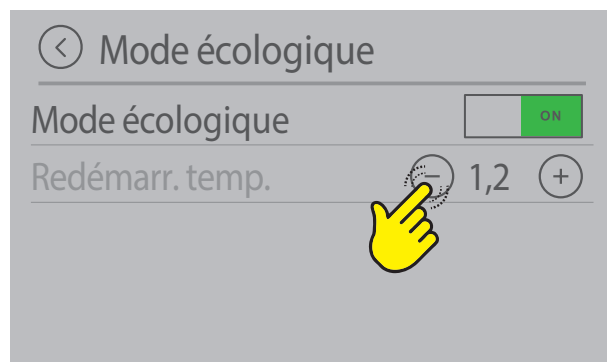 Mode écologique
Mode écologique ON
Redémarr. temp. − 1,2 +